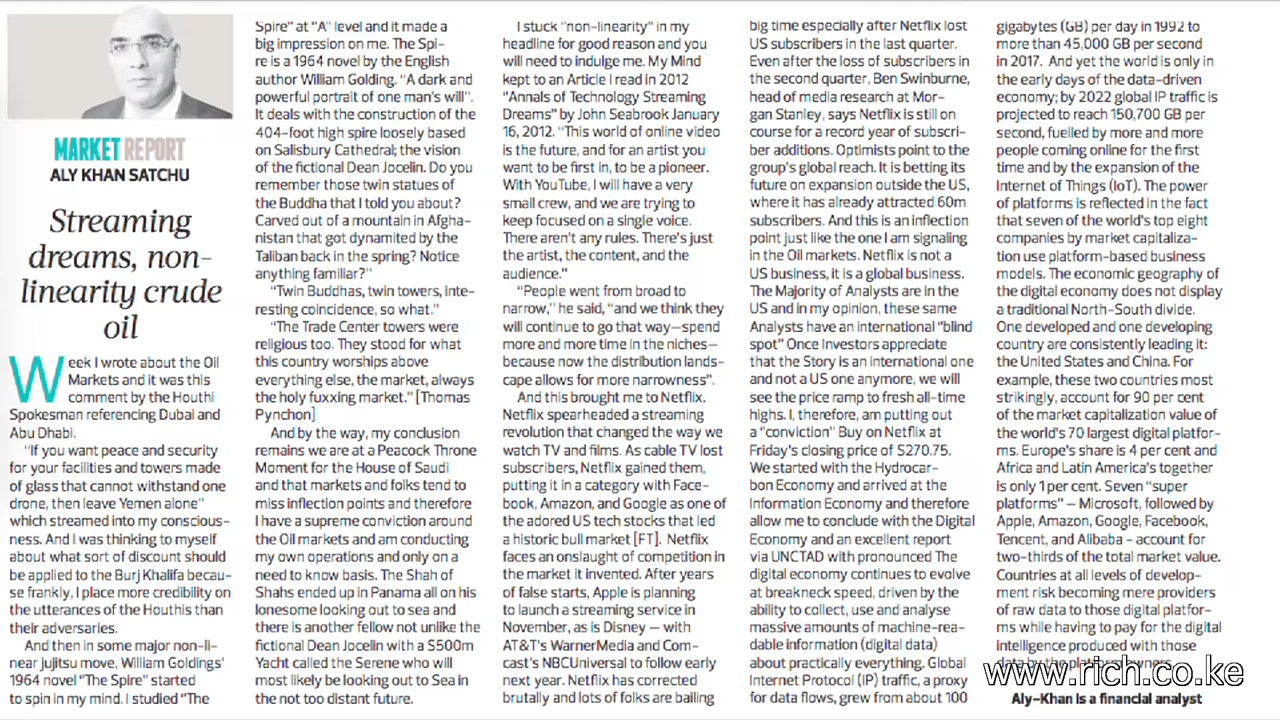 MARKET REPORT
ALY KHAN SATCHU
Streaming
dreams, non-
linearity crude
oil
Week I wrote about the Oil
Markets and it was this
comment by the Houthi
Spokesman referencing Dubai and
Abu Dhabi.
"If you want peace and security
for your facilities and towers made
of glass that cannot withstand one
drone, then leave Yemen alone"
which streamed into my conscious-
ness. And I was thinking to myself
about what sort of discount should
be applied to the Burj Khalifa becau-
se frankly, I place more credibility on
the utterances of the Houthis than
their adversaries.
And then in some major non-li-
near jujitsu move, William Goldings'
1964 novel "The Spire" started
to spin in my mind. I studied "The
Spire" at "A" level and it made a
big impression on me. The Spi-
re is a 1964 novel by the English
author William Golding. "A dark and
powerful portrait of one man's will".
It deals with the construction of the
404-foot high spire loosely based
on Salisbury Cathedral; the vision
of the fictional Dean Jocelin. Do you
remember those twin statues of
the Buddha that I told you about?
Carved out of a mountain in Afgha-
nistan that got dynamited by the
Taliban back in the spring? Notice
anything familiar?"
"Twin Buddhas, twin towers, inte-
resting coincidence, so what."
"The Trade Center towers were
religious too. They stood for what
this country worships above
everything else, the market, always
the holy fuxxing market." [Thomas
Pynchon]
And by the way, my conclusion
remains we are at a Peacock Throne
Moment for the House of Saudi
and that markets and folks tend to
miss inflection points and therefore
I have a supreme conviction around
the Oil markets and am conducting
my own operations and only on a
need to know basis. The Shah of
Shahs ended up in Panama all on his
lonesome looking out to sea and
there is another fellow not unlike the
fictional Dean Jocelin with a S500m
Yacht called the Serene who will
most likely be looking out to Sea in
the not too distant future.
I stuck "non-linearity" in my
headline for good reason and you
will need to indulge me. My Mind
kept to an Article I read in 2012
"Annals of Technology Streaming
Dreams" by John Seabrook January
16, 2012. "This world of online video
is the future, and for an artist you
want to be first in, to be a pioneer.
With YouTube, I will have a very
small crew, and we are trying to
keep focused on a single voice.
There aren't any rules. There's just
the artist, the content, and the
audience."
"People went from broad to
narrow," he said, "and we think they
will continue to go that way—spend
more and more time in the niches—
because now the distribution lands-
cape allows for more narrowness".
And this brought me to Netflix.
Netflix spearheaded a streaming
revolution that changed the way we
watch TV and films. As cable TV lost
subscribers, Netflix gained them,
putting it in a category with Face-
book, Amazon, and Google as one of
the adored US tech stocks that led
a historic bull market [FT]. Netflix
faces an onslaught of competition in
the market it invented. After years
of false starts, Apple is planning
to launch a streaming service in
November, as is Disney — with
AT&T's WarnerMedia and Com-
cast's NBCUniversal to follow early
next year. Netflix has corrected
brutally and lots of folks are bailing
big time especially after Netflix lost
US subscribers in the last quarter.
Even after the loss of subscribers in
the second quarter, Ben Swinburne,
head of media research at Mor-
gan Stanley, says Netflix is still on
course for a record year of subscri-
ber additions. Optimists point to the
group's global reach. It is betting its
future on expansion outside the US,
where it has already attracted 60m
subscribers. And this is an inflection
point just like the one I am signaling
in the Oil markets. Netflix is not a
US business, it is a global business.
The Majority of Analysts are in the
US and in my opinion, these same
Analysts have an international "blind
spot" Once Investors appreciate
that the Story is an international one
and not a US one anymore, we will
see the price ramp to fresh all-time
highs. I, therefore, am putting out
a "conviction" Buy on Netflix at
Friday's closing price of $270.75.
We started with the Hydrocar-
bon Economy and arrived at the
Information Economy and therefore
allow me to conclude with the Digital
Economy and an excellent report
via UNCTAD with pronounced The
digital economy continues to evolve
at breakneck speed, driven by the
ability to collect, use and analyse
massive amounts of machine-rea-
dable information (digital data)
about practically everything. Global
Internet Protocol (IP) traffic, a proxy
for data flows, grew from about 100
gigabytes (GB) per day in 1992 to
more than 45,000 GB per second
in 2017. And yet the world is only in
the early days of the data-driven
economy; by 2022 global IP traffic is
projected to reach 150,700 GB per
second, fuelled by more and more
people coming online for the first
time and by the expansion of the
Internet of Things (IoT). The power
of platforms is reflected in the fact
that seven of the world's top eight
companies by market capitaliza-
tion use platform-based business
models. The economic geography of
the digital economy does not display
a traditional North-South divide.
One developed and one developing
country are consistently leading it:
the United States and China. For
example, these two countries most
strikingly, account for 90 per cent
of the market capitalization value of
the world's 70 largest digital platfor-
ms. Europe's share is 4 per cent and
Africa and Latin America's together
is only 1 per cent. Seven "super
platforms" — Microsoft, followed by
Apple, Amazon, Google, Facebook,
Tencent, and Alibaba – account for
two-thirds of the total market value.
Countries at all levels of develop-
ment risk becoming mere providers
of raw data to those digital platfor-
ms while having to pay for the digital
intelligence produced with those
data by the platform owners.
www.rich.co.ke
Aly-Khan is a financial analyst